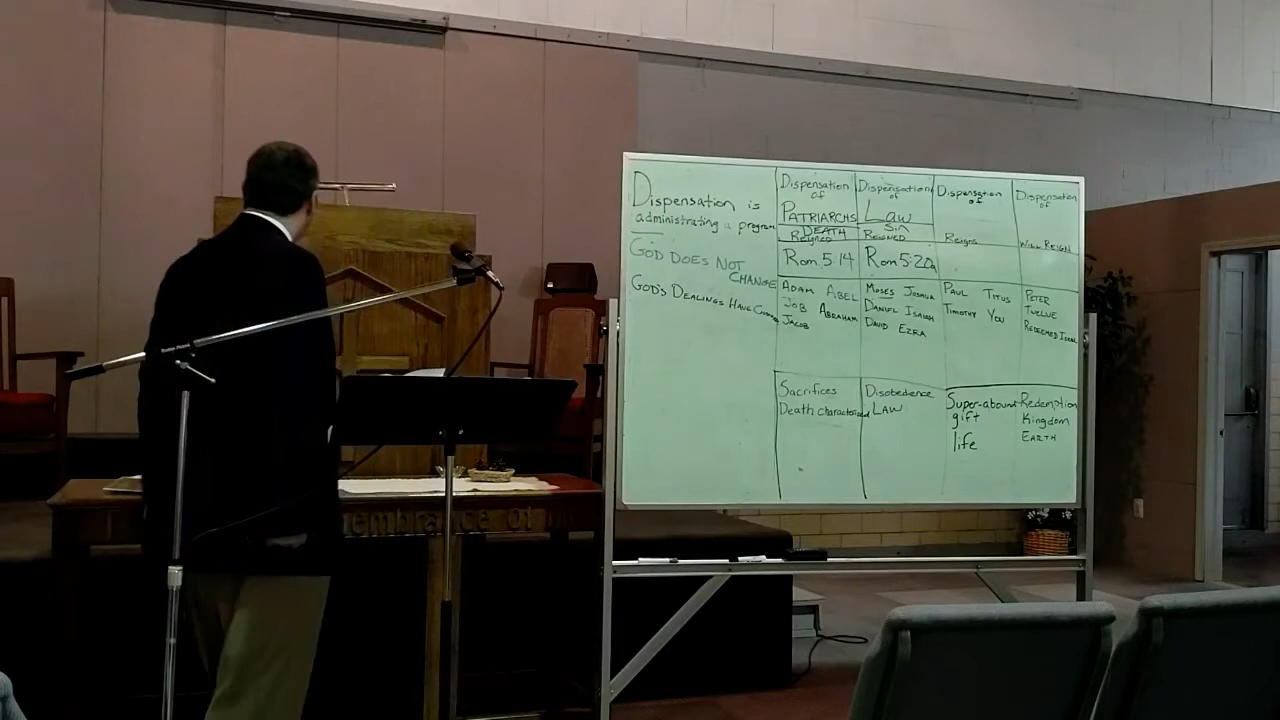 Dispensation is
administrating a program
GOD DOES NOT
CHANGE
GOD'S DEALINGS HAVE
Dispensation
of
PATRIARCHS
DEATH
REIGNED
Rom 5:14
ADAM ABEL
JOB ABRAHAM
JACOB
Sacrifices
Death characterized
Dispensation
of
LAW
SIN
REIGNED
Rom 5:20a
MOSES JOSHUA
DANIEL ISAIAH
DAVID EZRA
Disobedience
LAW
Dispensation
of
Reigns
PAUL TITUS
TIMOTHY YOU
Super-abound
gift
life
Dispensation
of
WILL REIGN
PETER
TWELVE
REDEEMED ISRAEL
Redemption
Kingdom
EARTH
embrance of